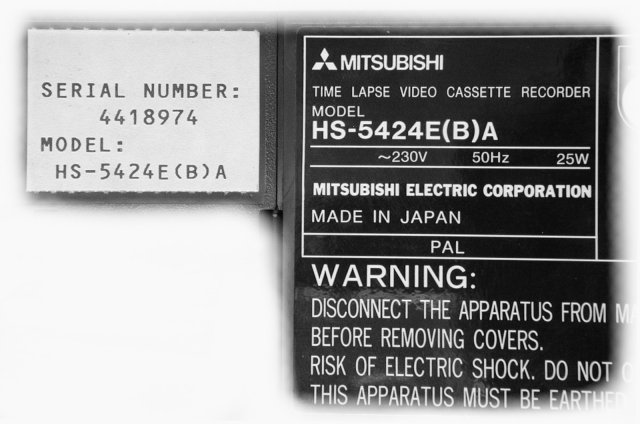 SERIAL NUMBER:
4418974
MODEL:
HS-5424E(B)A
MITSUBISHI
TIME LAPSE VIDEO CASSETTE RECORDER
MODEL
HS-5424E(B)A
~230V 50Hz 25W
MITSUBISHI ELECTRIC CORPORATION
MADE IN JAPAN
PAL
WARNING:
DISCONNECT THE APPARATUS FROM
BEFORE REMOVING COVERS.
RISK OF ELECTRIC SHOCK. DO NOT
THIS APPARATUS MUST BE EARTHED